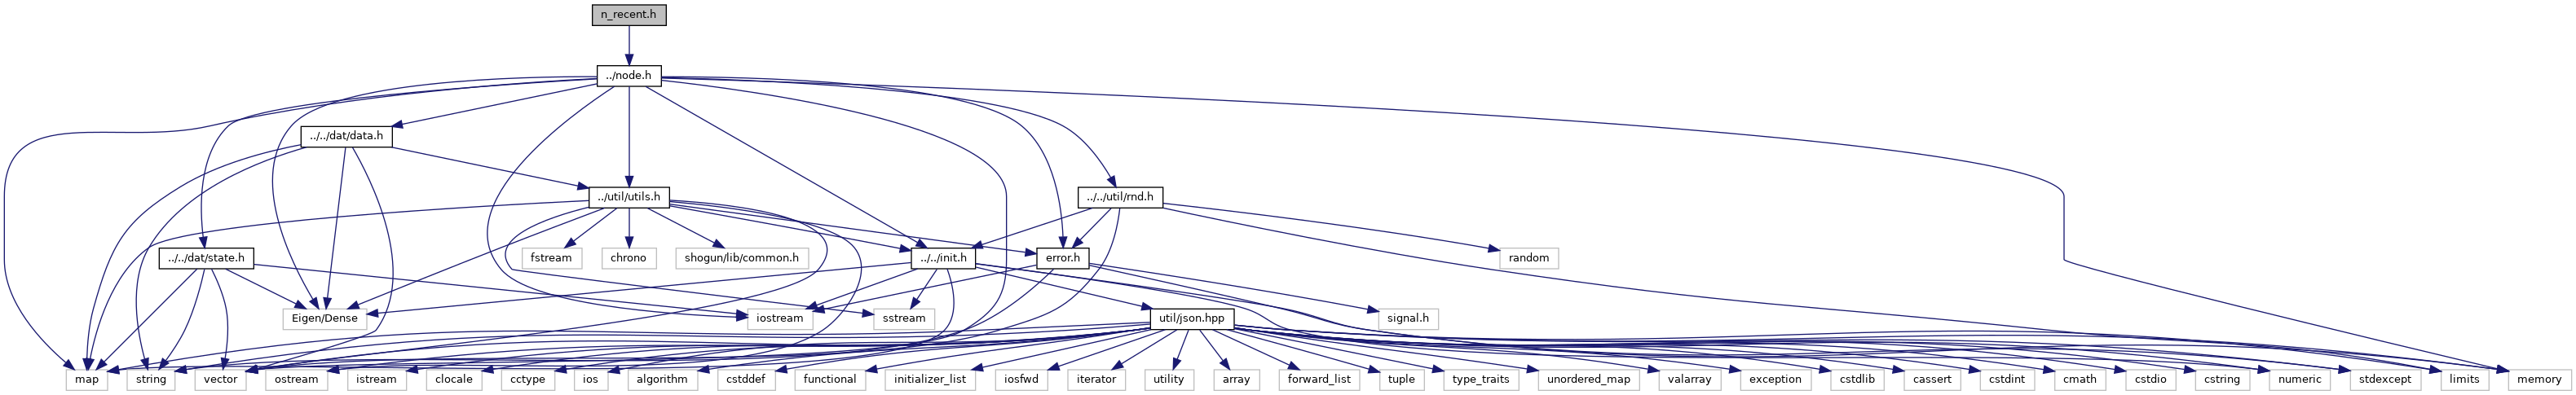 n_recent.h
../node.h
../../dat/data.h
../util/utils.h
../../util/rnd.h
../../dat/state.h
fstream
chrono
shogun/lib/common.h
../../init.h
error.h
random
Eigen/Dense
iostream
sstream
util/json.hpp
signal.h
map
string
vector
ostream
istream
clocale
cctype
ios
algorithm
cstddef
functional
initializer_list
iosfwd
iterator
utility
array
forward_list
tuple
type_traits
unordered_map
valarray
exception
cstdlib
cassert
cstdint
cmath
cstdio
cstring
numeric
stdexcept
limits
memory